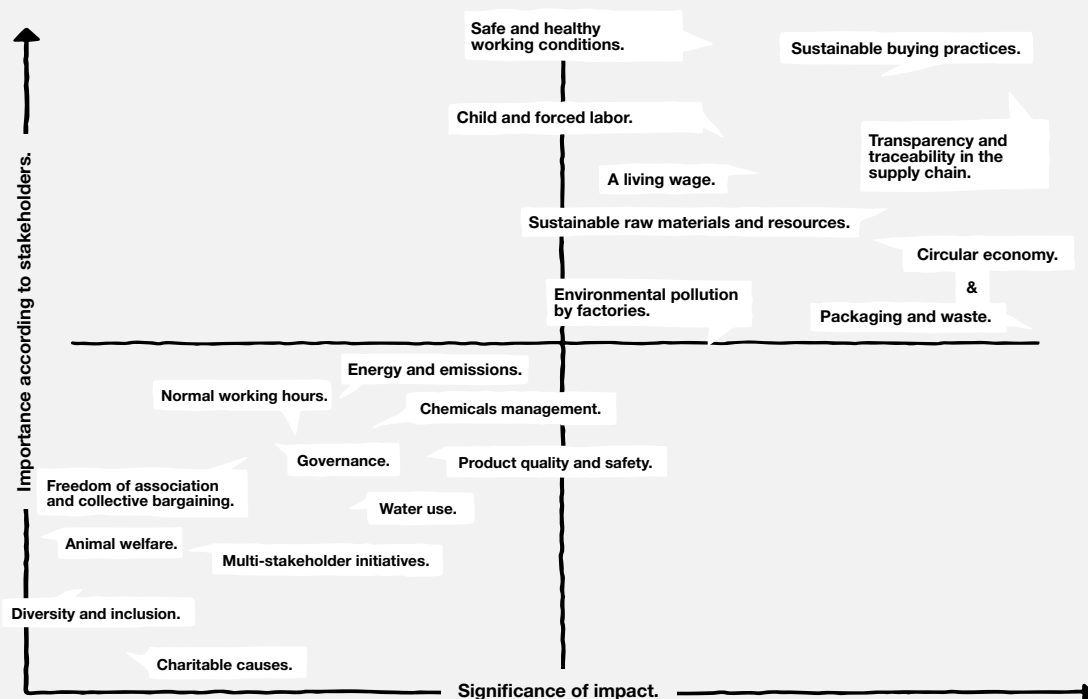 Safe and healthy
working conditions.
Sustainable buying practices.
Child and forced labor.
Transparency and
traceability in the
supply chain.
A living wage.
Sustainable raw materials and resources.
Circular economy.
&
Packaging and waste.
Environmental pollution
by factories.
Importance according to stakeholders.
Energy and emissions.
Normal working hours.
Chemicals management.
Governance.
Product quality and safety.
Freedom of association
and collective bargaining.
Water use.
Animal welfare.
Multi-stakeholder initiatives.
Diversity and inclusion.
Charitable causes.
Significance of impact.